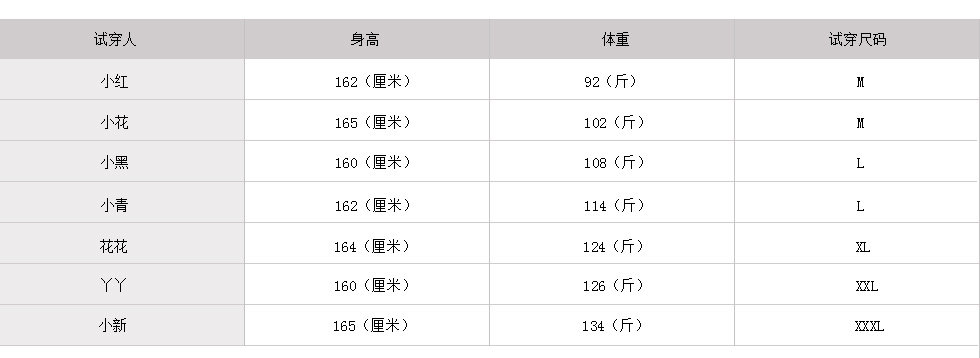 试穿人 身高 体重 试穿尺码
小红 162（厘米） 92（斤） M
小花 165（厘米） 102（斤） M
小黑 160（厘米） 108（斤） L
小青 162（厘米） 114（斤） L
花花 164（厘米） 124（斤） XL
丫丫 160（厘米） 126（斤） XXL
小新 165（厘米） 134（斤） XXXL